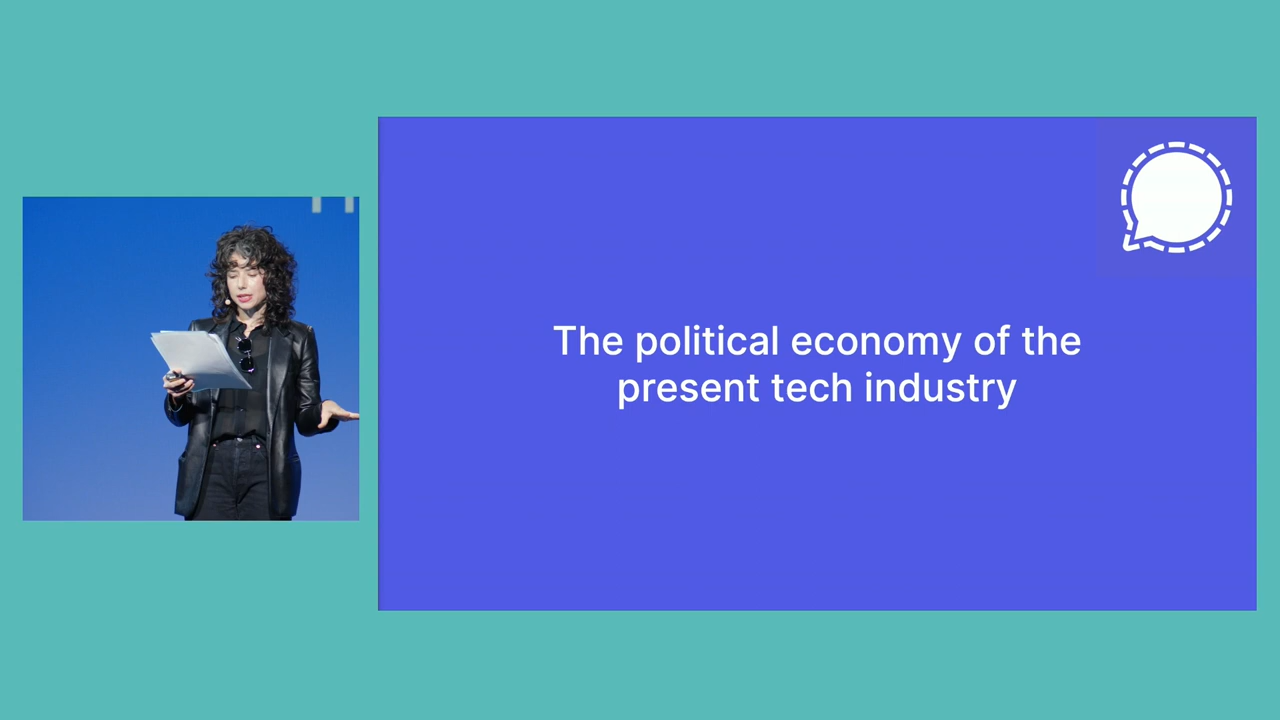 The political economy of the
present tech industry